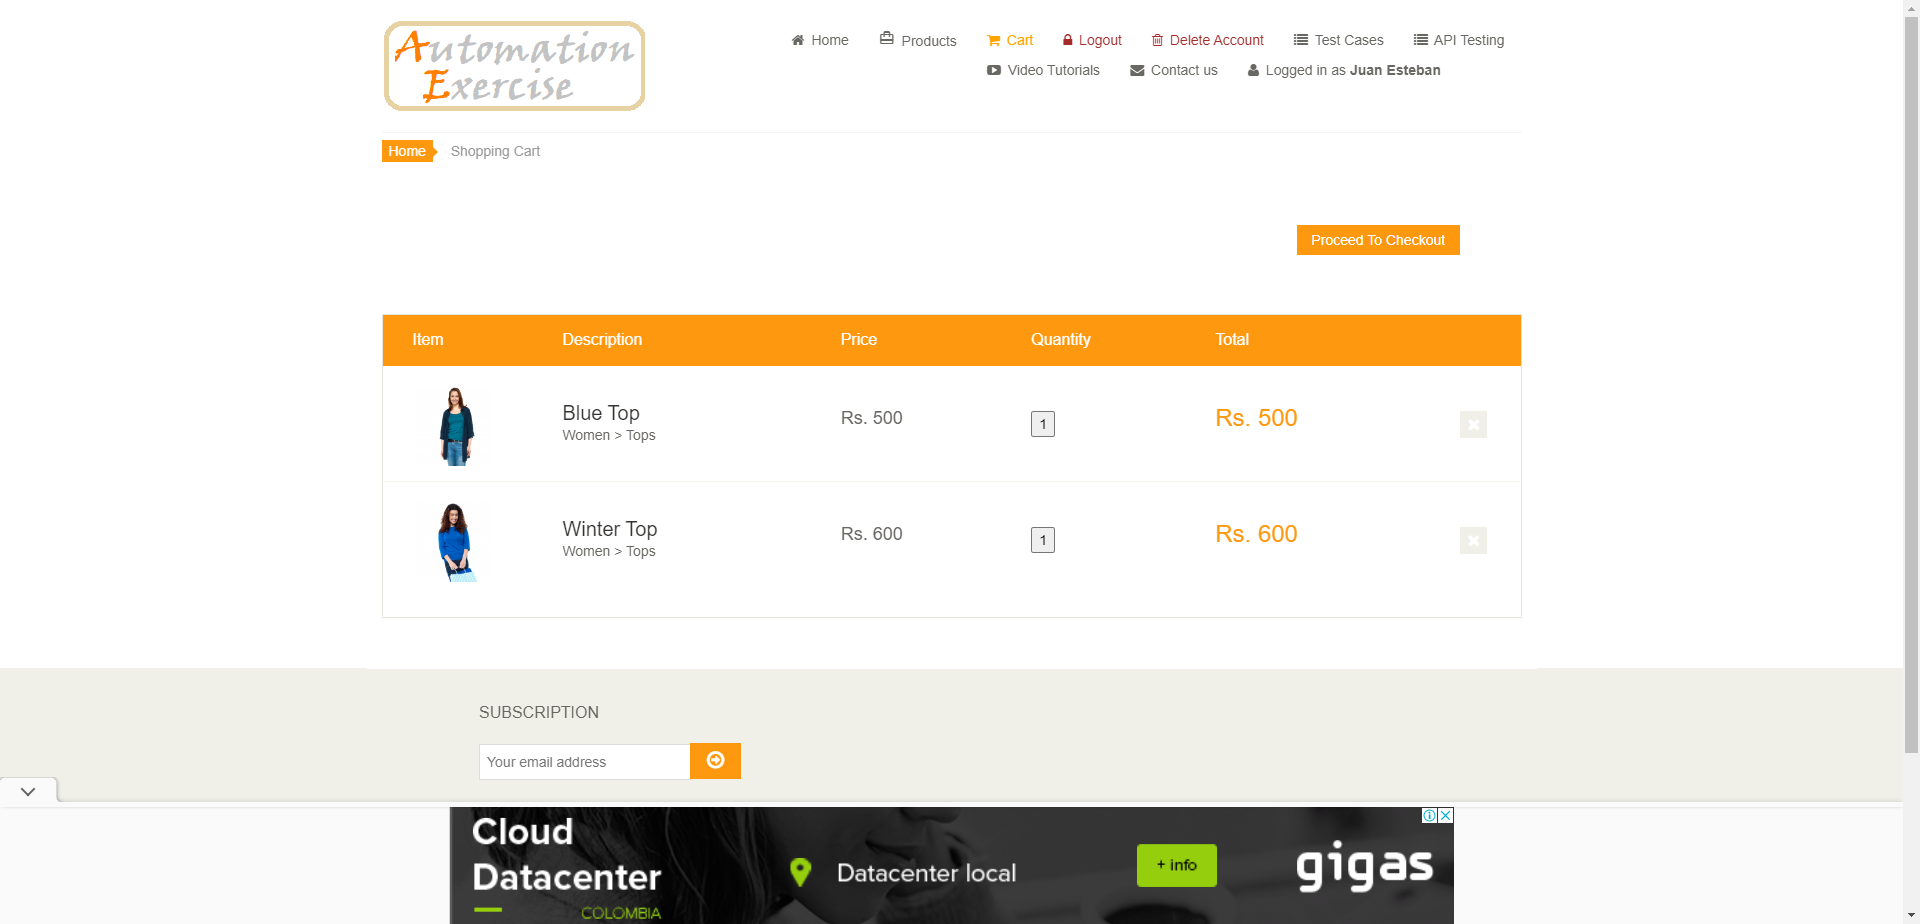 Automation
Exercise
Home
Products
Cart
Logout
Delete Account
Test Cases
API Testing
Video Tutorials
Contact us
Logged in as Juan Esteban
Home
Shopping Cart
Proceed To Checkout
Item Description Price Quantity Total
Blue Top
Women > Tops
Rs. 500
1
Rs. 500
Winter Top
Women > Tops
Rs. 600
1
Rs. 600
SUBSCRIPTION
Your email address
Cloud
Datacenter
COLOMBIA
Datacenter local
+ info
gigas